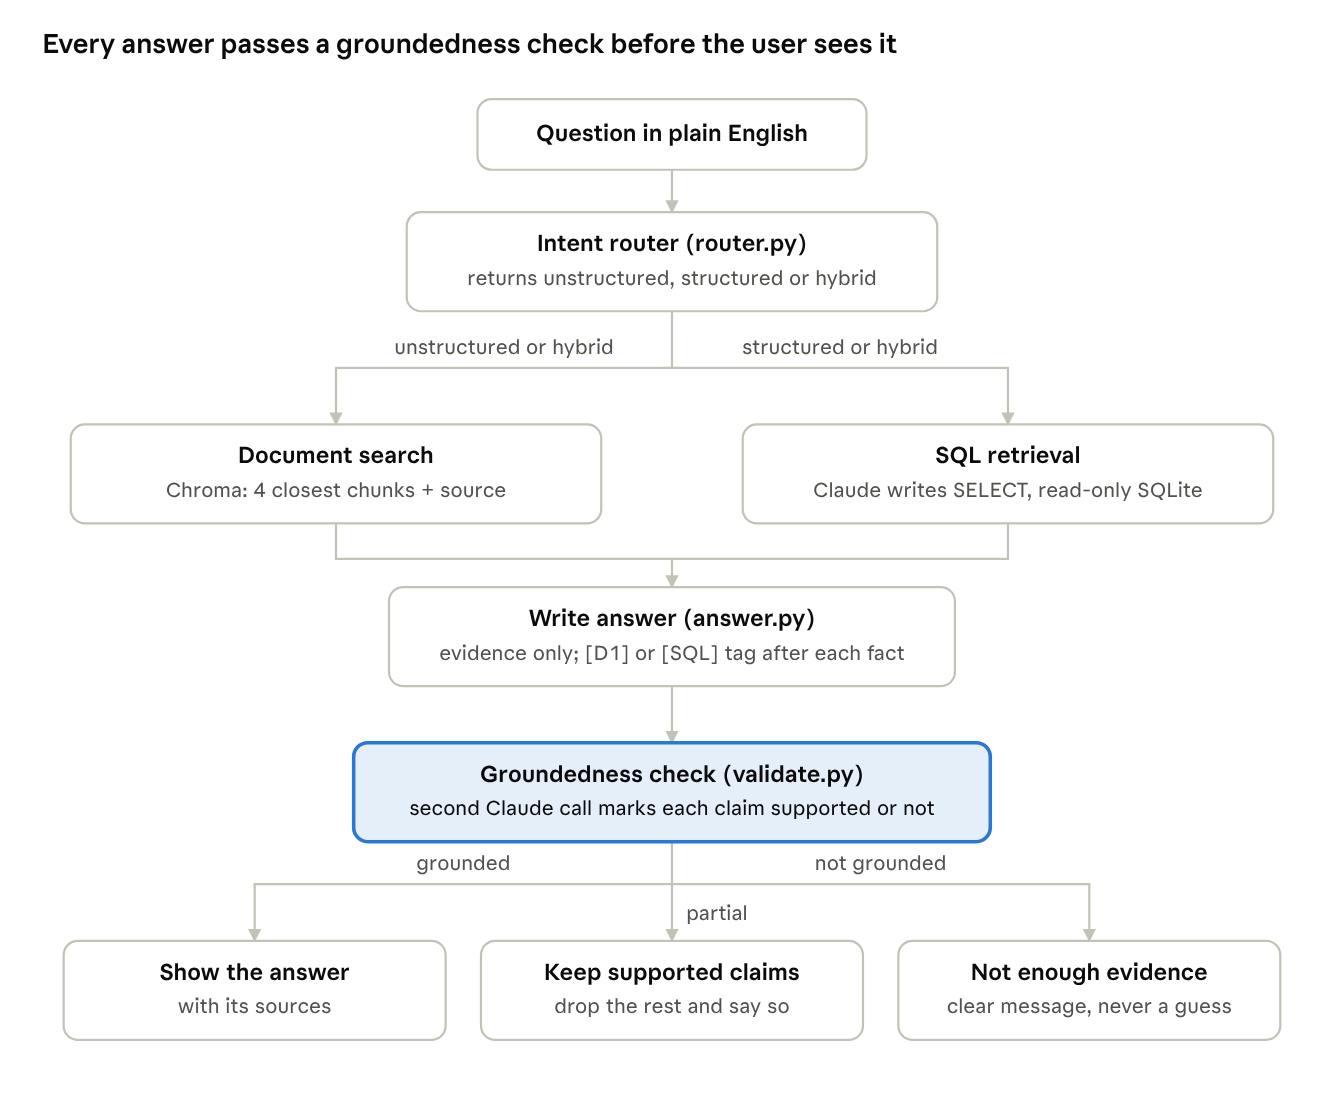 Every answer passes a groundedness check before the user sees it
Question in plain English
Intent router (router.py)
returns unstructured, structured or hybrid
unstructured or hybrid
structured or hybrid
Document search
Chroma: 4 closest chunks + source
SQL retrieval
Claude writes SELECT, read-only SQLite
Write answer (answer.py)
evidence only; [D1] or [SQL] tag after each fact
Groundedness check (validate.py)
second Claude call marks each claim supported or not
grounded
not grounded
partial
Show the answer
with its sources
Keep supported claims
drop the rest and say so
Not enough evidence
clear message, never a guess